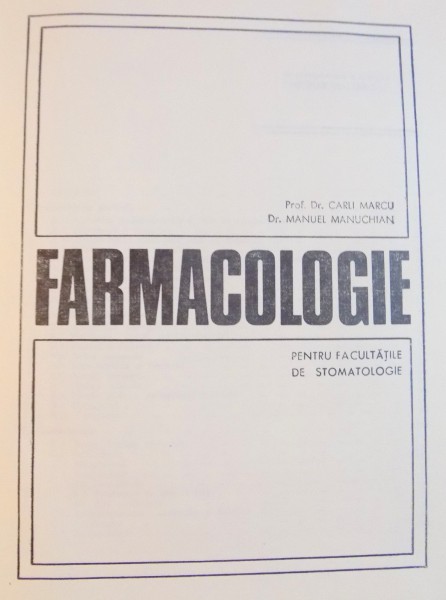 Prof. Dr. CARLI MARCU
Dr. MANUEL MANUCHIAN
FARMACOLOGIE
PENTRU FACULTĂȚILE
DE STOMATOLOGIE